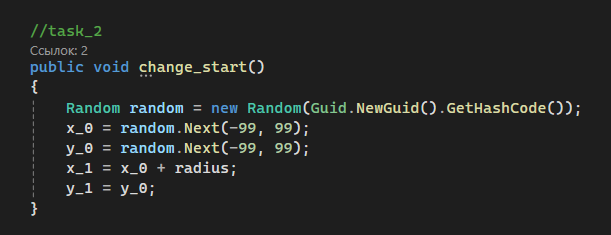 //task_2
Ссылок: 2
public void change_start()
{
Random random = new Random(Guid.NewGuid().GetHashCode());
x_0 = random.Next(-99, 99);
y_0 = random.Next(-99, 99);
x_1 = x_0 + radius;
y_1 = y_0;
}